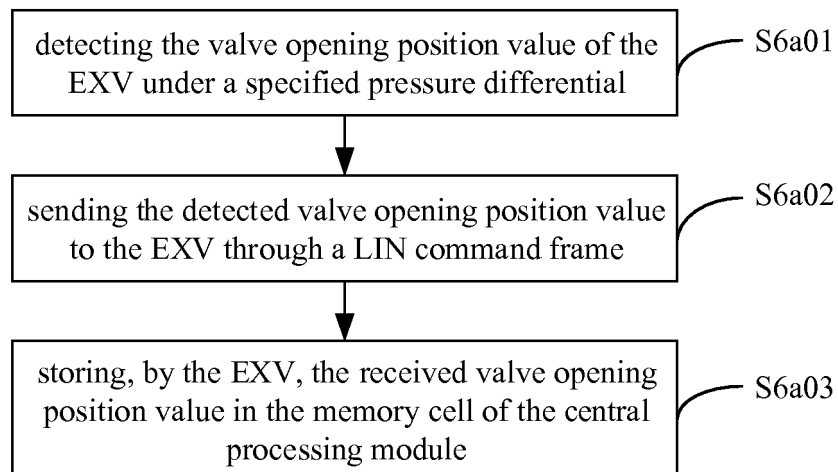 detecting the valve opening position value of the
EXV under a specified pressure differential
S6a01
sending the detected valve opening position value
to the EXV through a LIN command frame
S6a02
storing, by the EXV, the received valve opening
position value in the memory cell of the central
processing module
S6a03